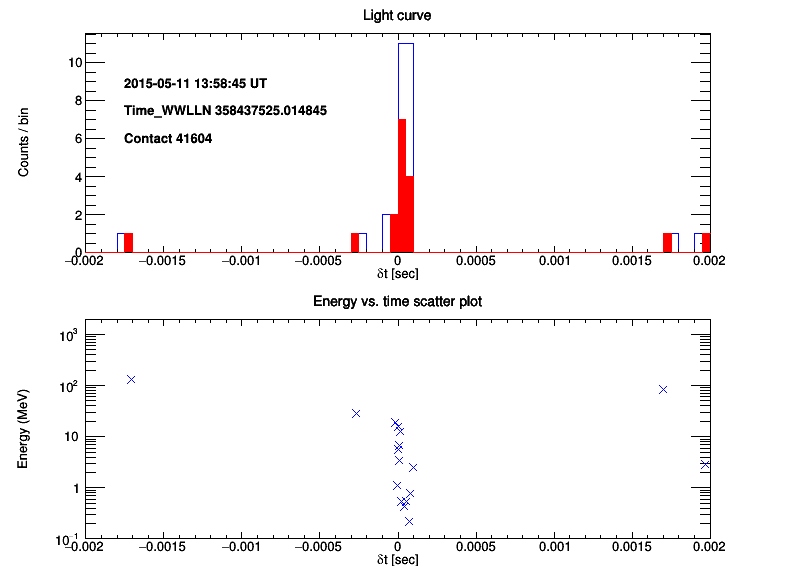 Light curve
Counts / bin
10
8
6
4
2
0
2015-05-11 13:58:45 UT
Time_WWLLN 358437525.014845
Contact 41604
−0.002 −0.0015 −0.001 −0.0005 0 0.0005 0.001 0.0015 0.002
δt [sec]
Energy vs. time scatter plot
Energy (MeV)
10³
10²
10
1
10⁻¹
−0.002 −0.0015 −0.001 −0.0005 0 0.0005 0.001 0.0015 0.002
δt [sec]